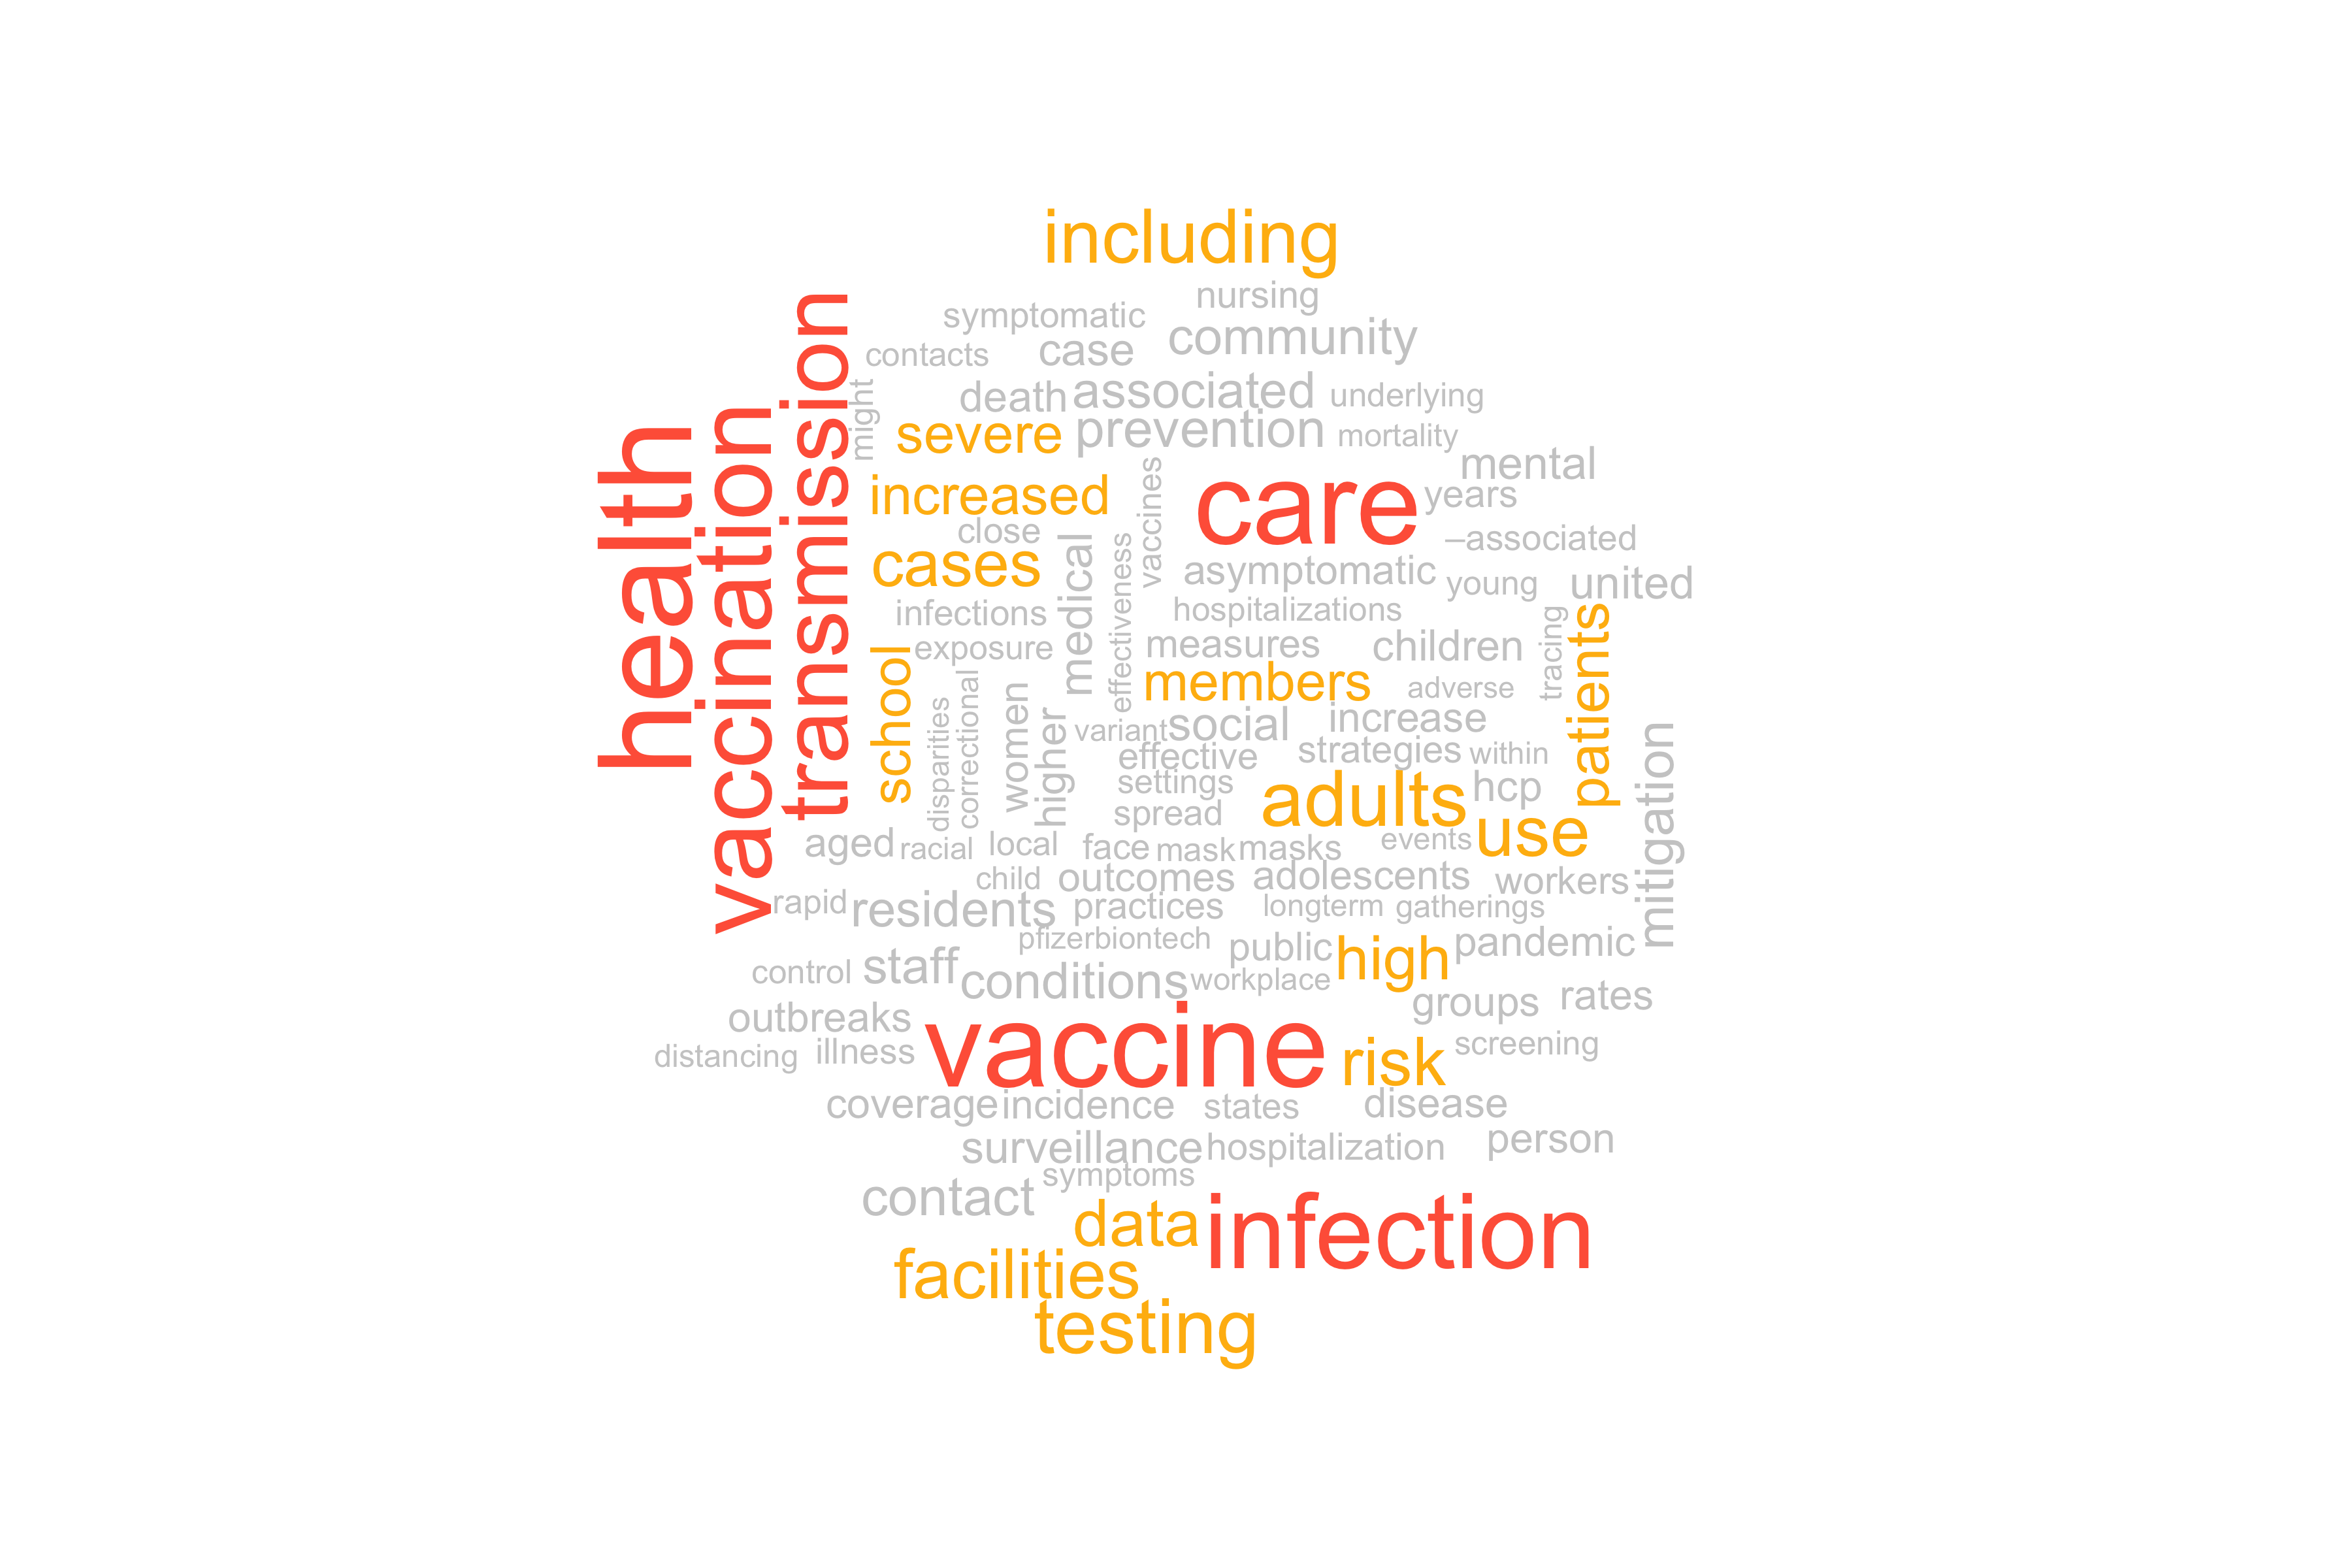 including
nursing
symptomatic
community
contacts
case
associated
death
underlying
might
severe
prevention
mortality
transmission
vaccination
health
mental
increased
care
years
vaccines
close
–associated
cases
medical
effectiveness
asymptomatic
young
united
infections
hospitalizations
exposure
measures
children
tracing
patients
school
members
adverse
disparities
correctional
women
higher
variant
social
increase
effective
strategies
within
settings
adults
hcp
mitigation
spread
use
aged
racial
local
face
mask
masks
events
child
outcomes
adolescents
workers
rapid
residents
practices
longterm
gatherings
pfizerbiontech
public
high
pandemic
control
staff
conditions
workplace
groups
rates
outbreaks
vaccine
distancing
illness
risk
screening
coverage
incidence
states
disease
surveillance
hospitalization
person
symptoms
contact
data
infection
facilities
testing